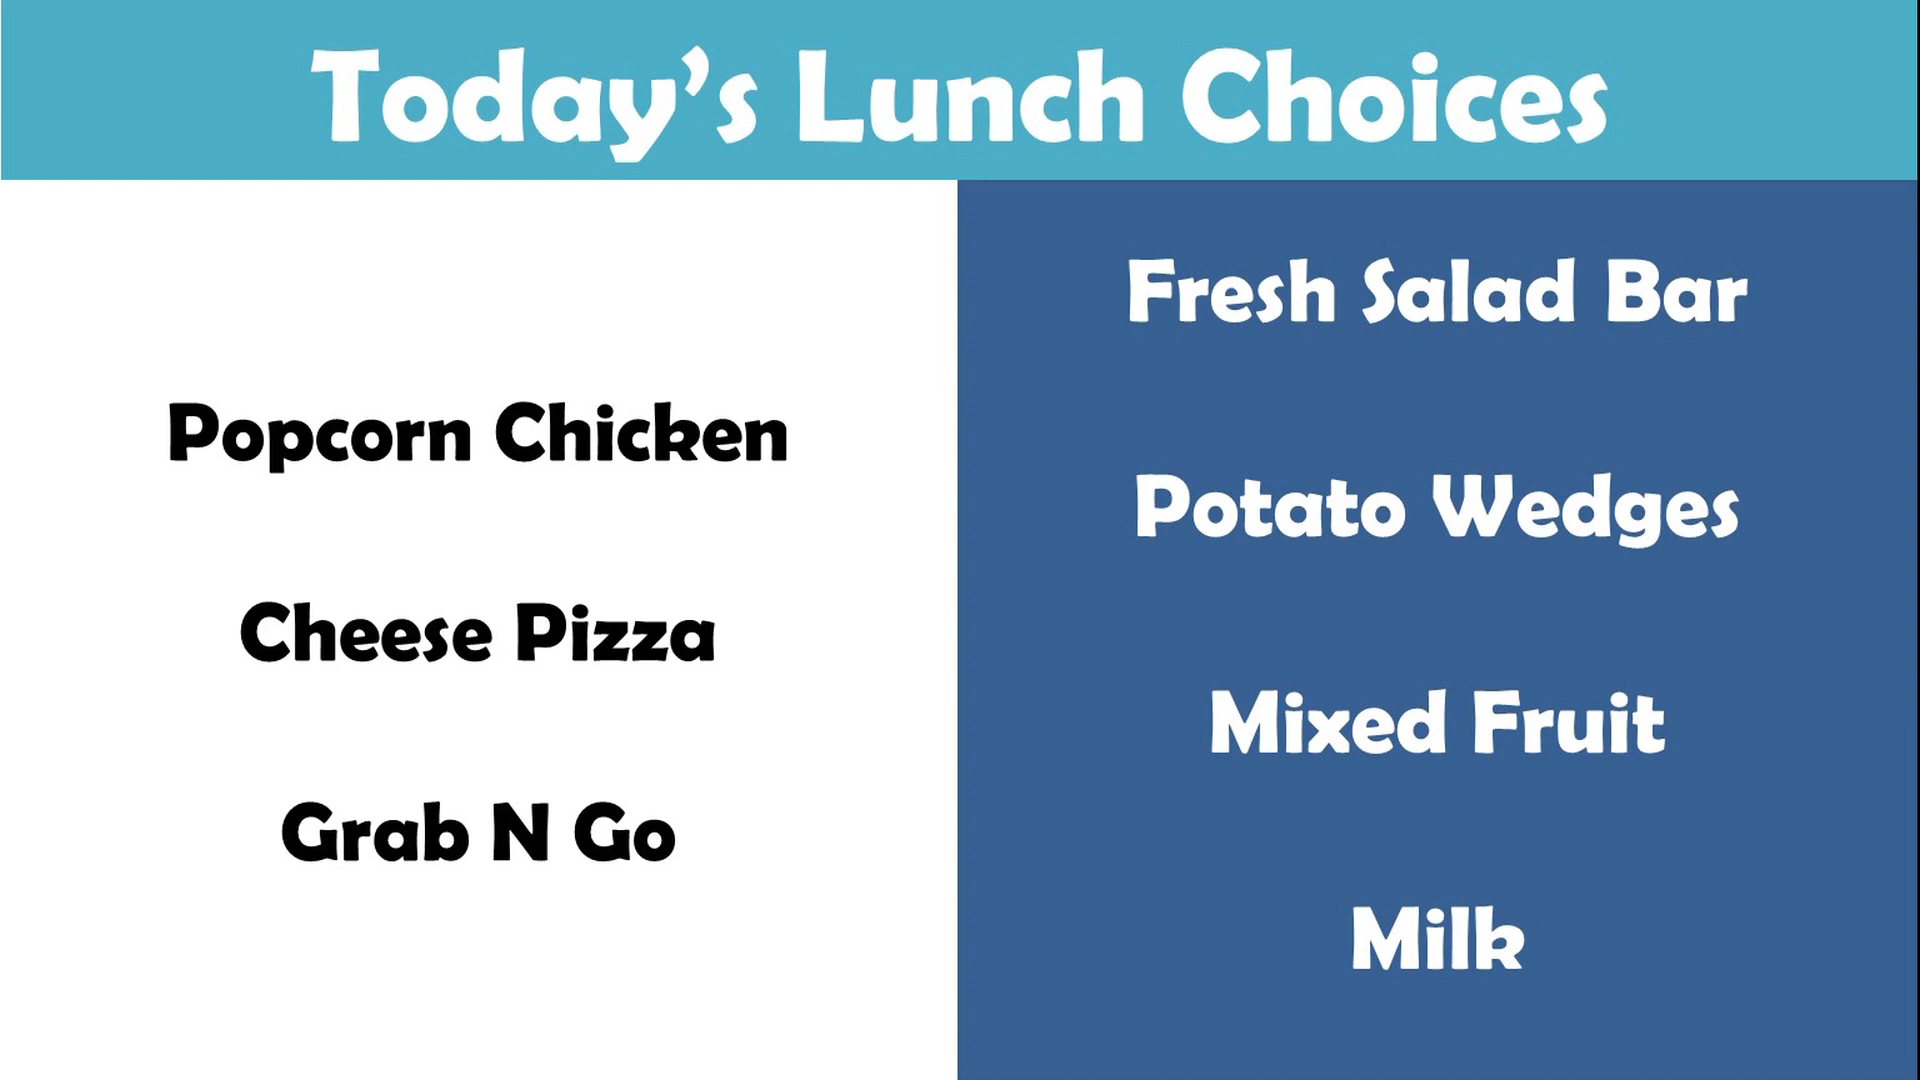 Today’s Lunch Choices
Popcorn Chicken
Cheese Pizza
Grab N Go
Fresh Salad Bar
Potato Wedges
Mixed Fruit
Milk